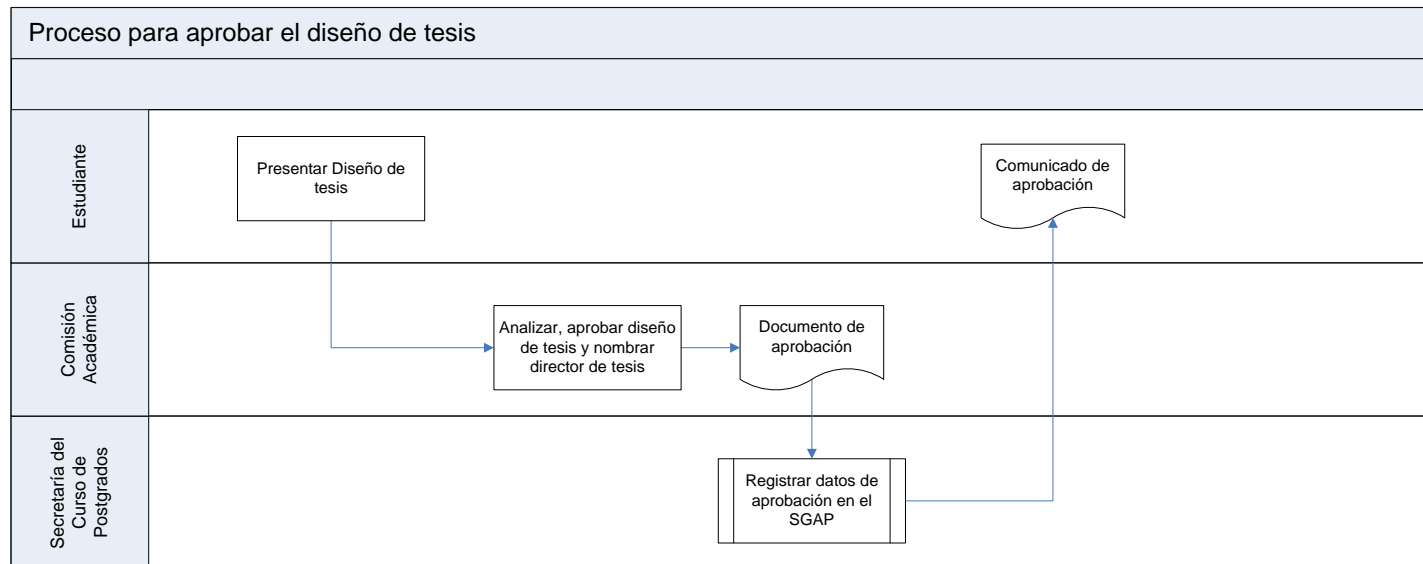 Proceso para aprobar el diseño de tesis
Estudiante
Presentar Diseño de
tesis
Comunicado de
aprobación
Comisión
Académica
Analizar, aprobar diseño
de tesis y nombrar
director de tesis
Documento de
aprobación
Secretaría del
Curso de
Postgrados
Registrar datos de
aprobación en el
SGAP